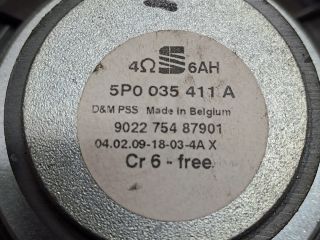 4Ω S 6AH
5P0 035 411 A
D&M PSS Made in Belgium
9022 754 87901
04.02.09-18-03-4A X
Cr 6 - free